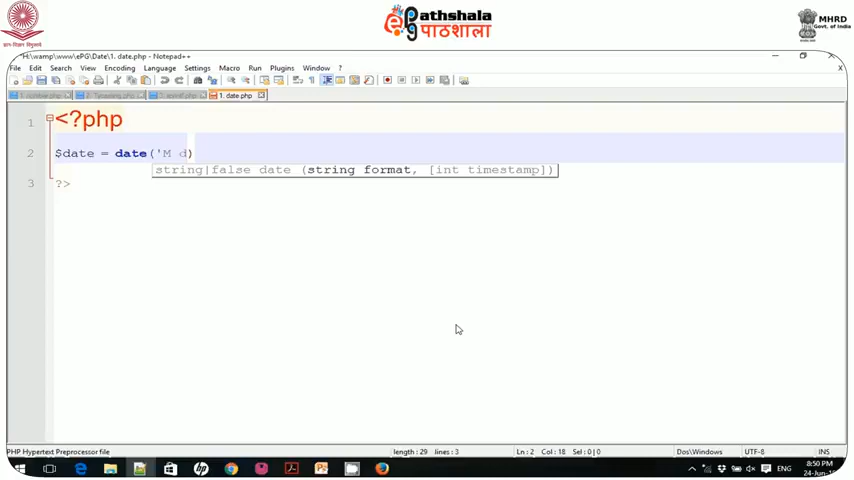 Pathshala
पाठशाला
MHRD
Govt. of India
*H:\wamp\www\ePG\Date\1. date.php - Notepad++
File Edit Search View Encoding Language Settings Macro Run Plugins Window ?
1. date.php
1 <?php
2 $date = date('M d)
string|false date (string format, [int timestamp])
3 ?>
PHP Hypertext Preprocessor file length : 29 lines : 3 Ln : 2 Col : 18 Sel : 0 | 0 Dos\Windows UTF-8 INS
ENG 8:50 PM